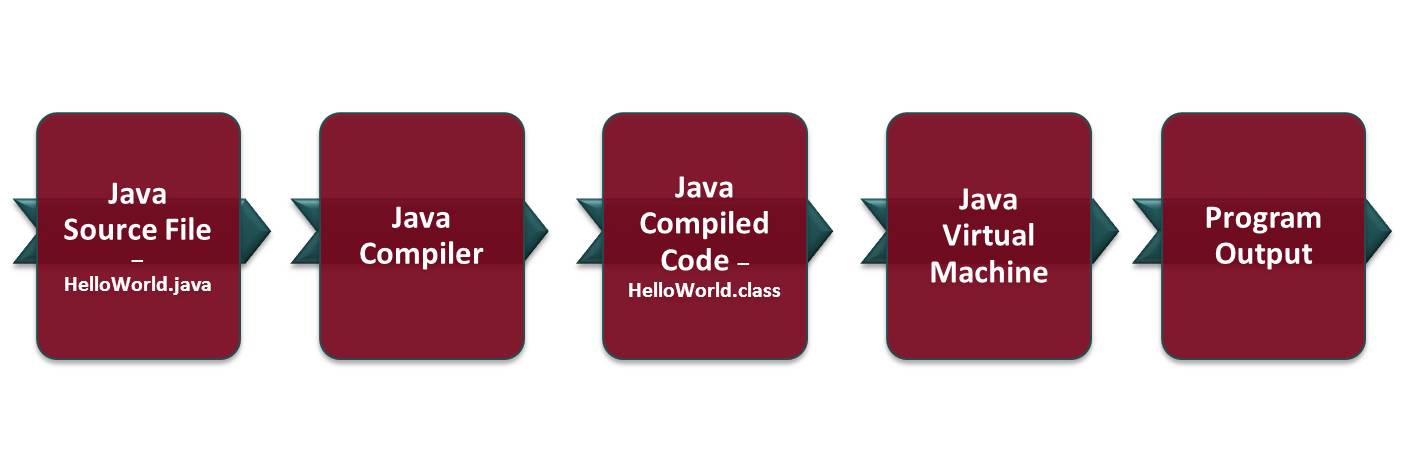 Java
Source File
–
HelloWorld.java
Java
Compiler
Java
Compiled
Code –
HelloWorld.class
Java
Virtual
Machine
Program
Output